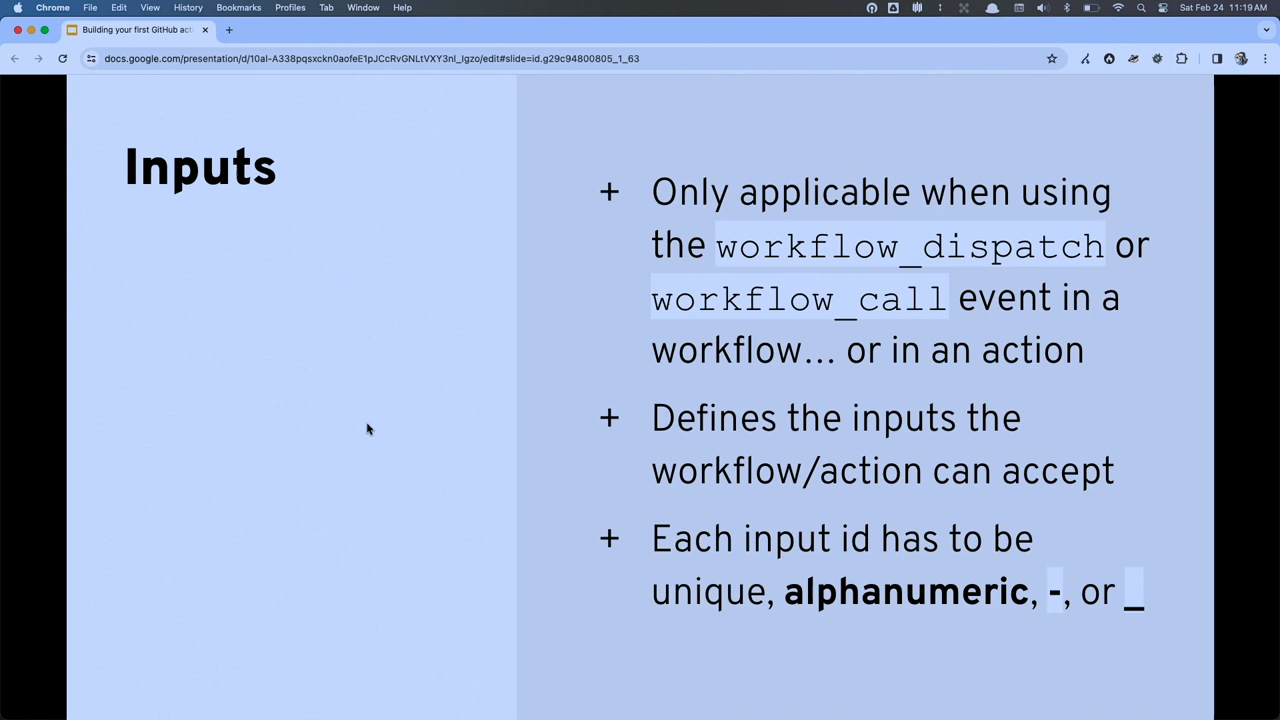 Chrome File Edit View History Bookmarks Profiles Tab Window Help Sat Feb 24 11:19 AM
Building your first GitHub acti
docs.google.com/presentation/d/10al-A338pqsxckn0aofeE1pJCcRvGNLtVXY3nl_Igzo/edit#slide=id.g29c94800805_1_63
Inputs
+ Only applicable when using
the workflow_dispatch or
workflow_call event in a
workflow... or in an action
+ Defines the inputs the
workflow/action can accept
+ Each input id has to be
unique, alphanumeric, -, or _